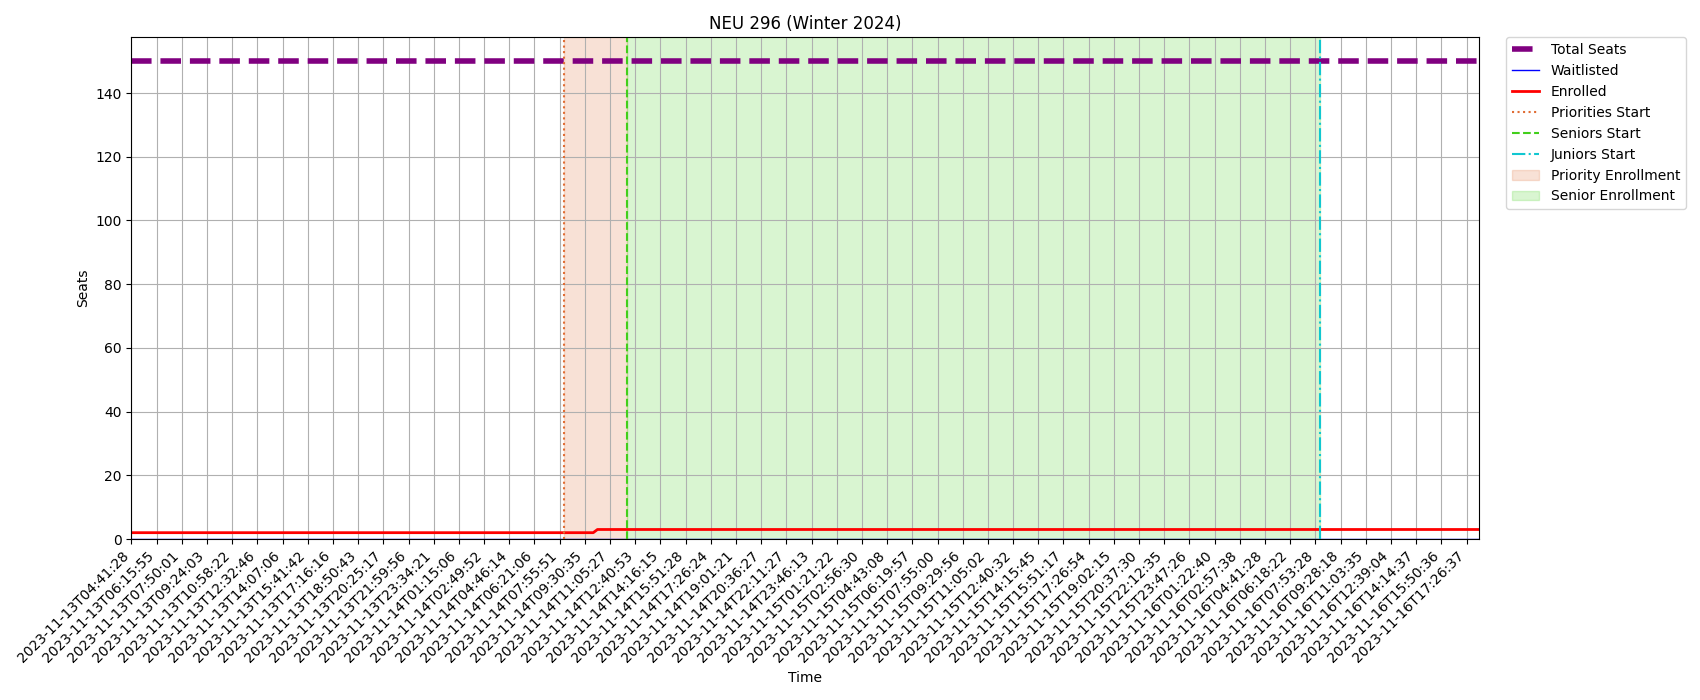 NEU 296 (Winter 2024)
Total Seats
Waitlisted
Enrolled
Priorities Start
Seniors Start
Juniors Start
Priority Enrollment
Senior Enrollment
Seats
140
120
100
80
60
40
20
0
2023-11-13T04:41:28
2023-11-13T06:15:55
2023-11-13T07:50:01
2023-11-13T09:24:03
2023-11-13T10:58:22
2023-11-13T12:32:46
2023-11-13T14:07:06
2023-11-13T15:41:42
2023-11-13T17:16:16
2023-11-13T18:50:43
2023-11-13T20:25:17
2023-11-13T21:59:56
2023-11-13T23:34:21
2023-11-14T01:15:06
2023-11-14T02:49:52
2023-11-14T04:46:14
2023-11-14T06:21:06
2023-11-14T07:55:51
2023-11-14T09:30:35
2023-11-14T11:05:27
2023-11-14T12:40:53
2023-11-14T14:16:15
2023-11-14T15:51:28
2023-11-14T17:26:24
2023-11-14T19:01:21
2023-11-14T20:36:27
2023-11-14T22:11:27
2023-11-14T23:46:13
2023-11-15T01:21:22
2023-11-15T02:56:30
2023-11-15T04:43:08
2023-11-15T06:19:57
2023-11-15T07:55:00
2023-11-15T09:29:56
2023-11-15T11:05:02
2023-11-15T12:40:32
2023-11-15T14:15:45
2023-11-15T15:51:17
2023-11-15T17:26:54
2023-11-15T19:02:15
2023-11-15T20:37:30
2023-11-15T22:12:35
2023-11-15T23:47:26
2023-11-16T01:22:40
2023-11-16T02:57:38
2023-11-16T04:41:28
2023-11-16T06:18:22
2023-11-16T07:53:28
2023-11-16T09:28:18
2023-11-16T11:03:35
2023-11-16T12:39:04
2023-11-16T14:14:37
2023-11-16T15:50:36
2023-11-16T17:26:37
Time